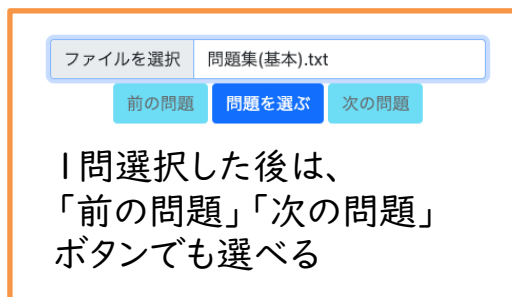 ファイルを選択 問題集(基本).txt
前の問題 問題を選ぶ 次の問題
1問選択した後は、
「前の問題」「次の問題」
ボタンでも選べる